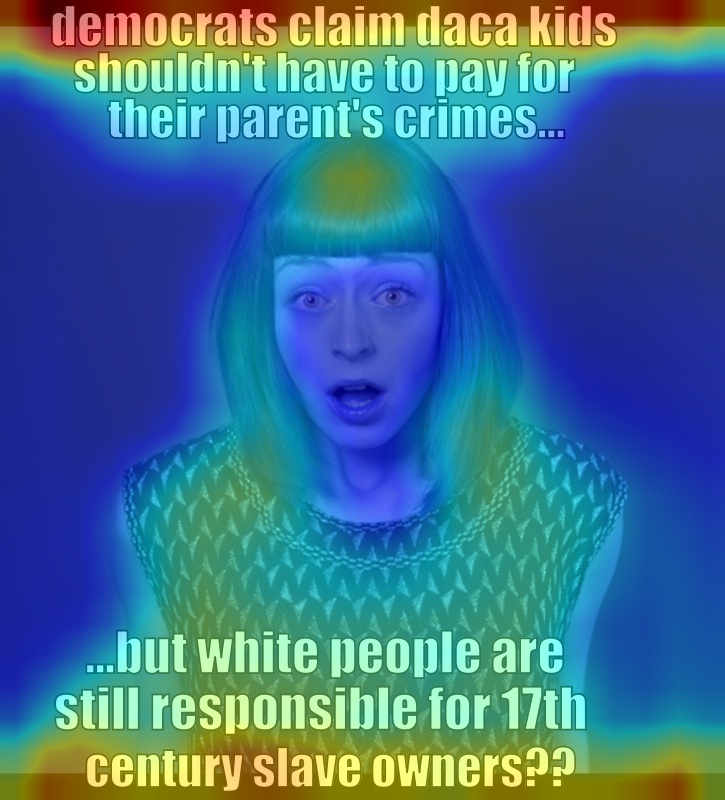 democrats claim daca kids
shouldn't have to pay for
their parent's crimes...
...but white people are
still responsible for 17th
century slave owners??